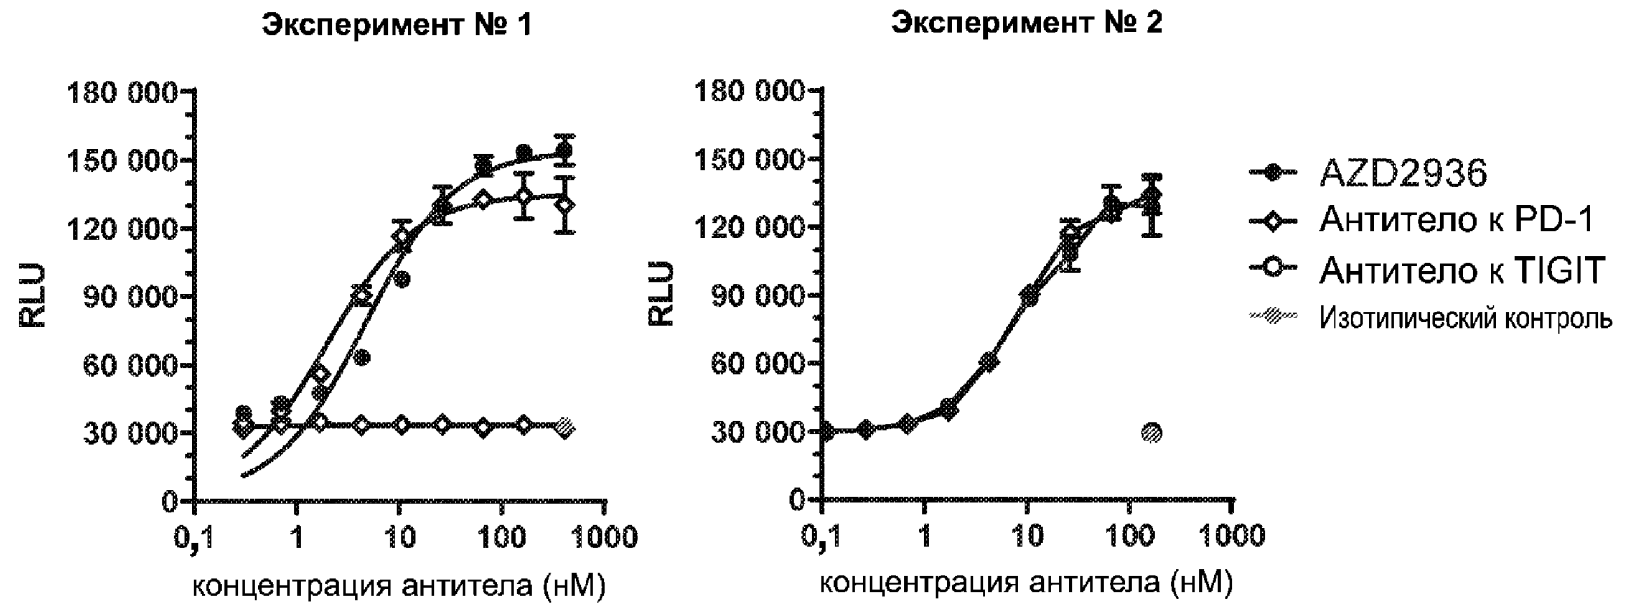 Эксперимент № 1
RLU
180 000
150 000
120 000
90 000
60 000
30 000
0
0,1 1 10 100 1000
концентрация антитела (нМ)
Эксперимент № 2
RLU
180 000
150 000
120 000
90 000
60 000
30 000
0
0,1 1 10 100 1000
концентрация антитела (нМ)
AZD2936
Антитело к PD-1
Антитело к TIGIT
Изотипический контроль